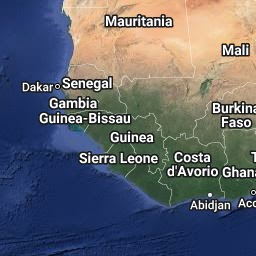 Mauritania
Mali
Dakar
Senegal
Gambia
Guinea-Bissau
Burkina
Faso
Guinea
Sierra Leone
Costa
d'Avorio
T
Ghana
Abidjan
Acc